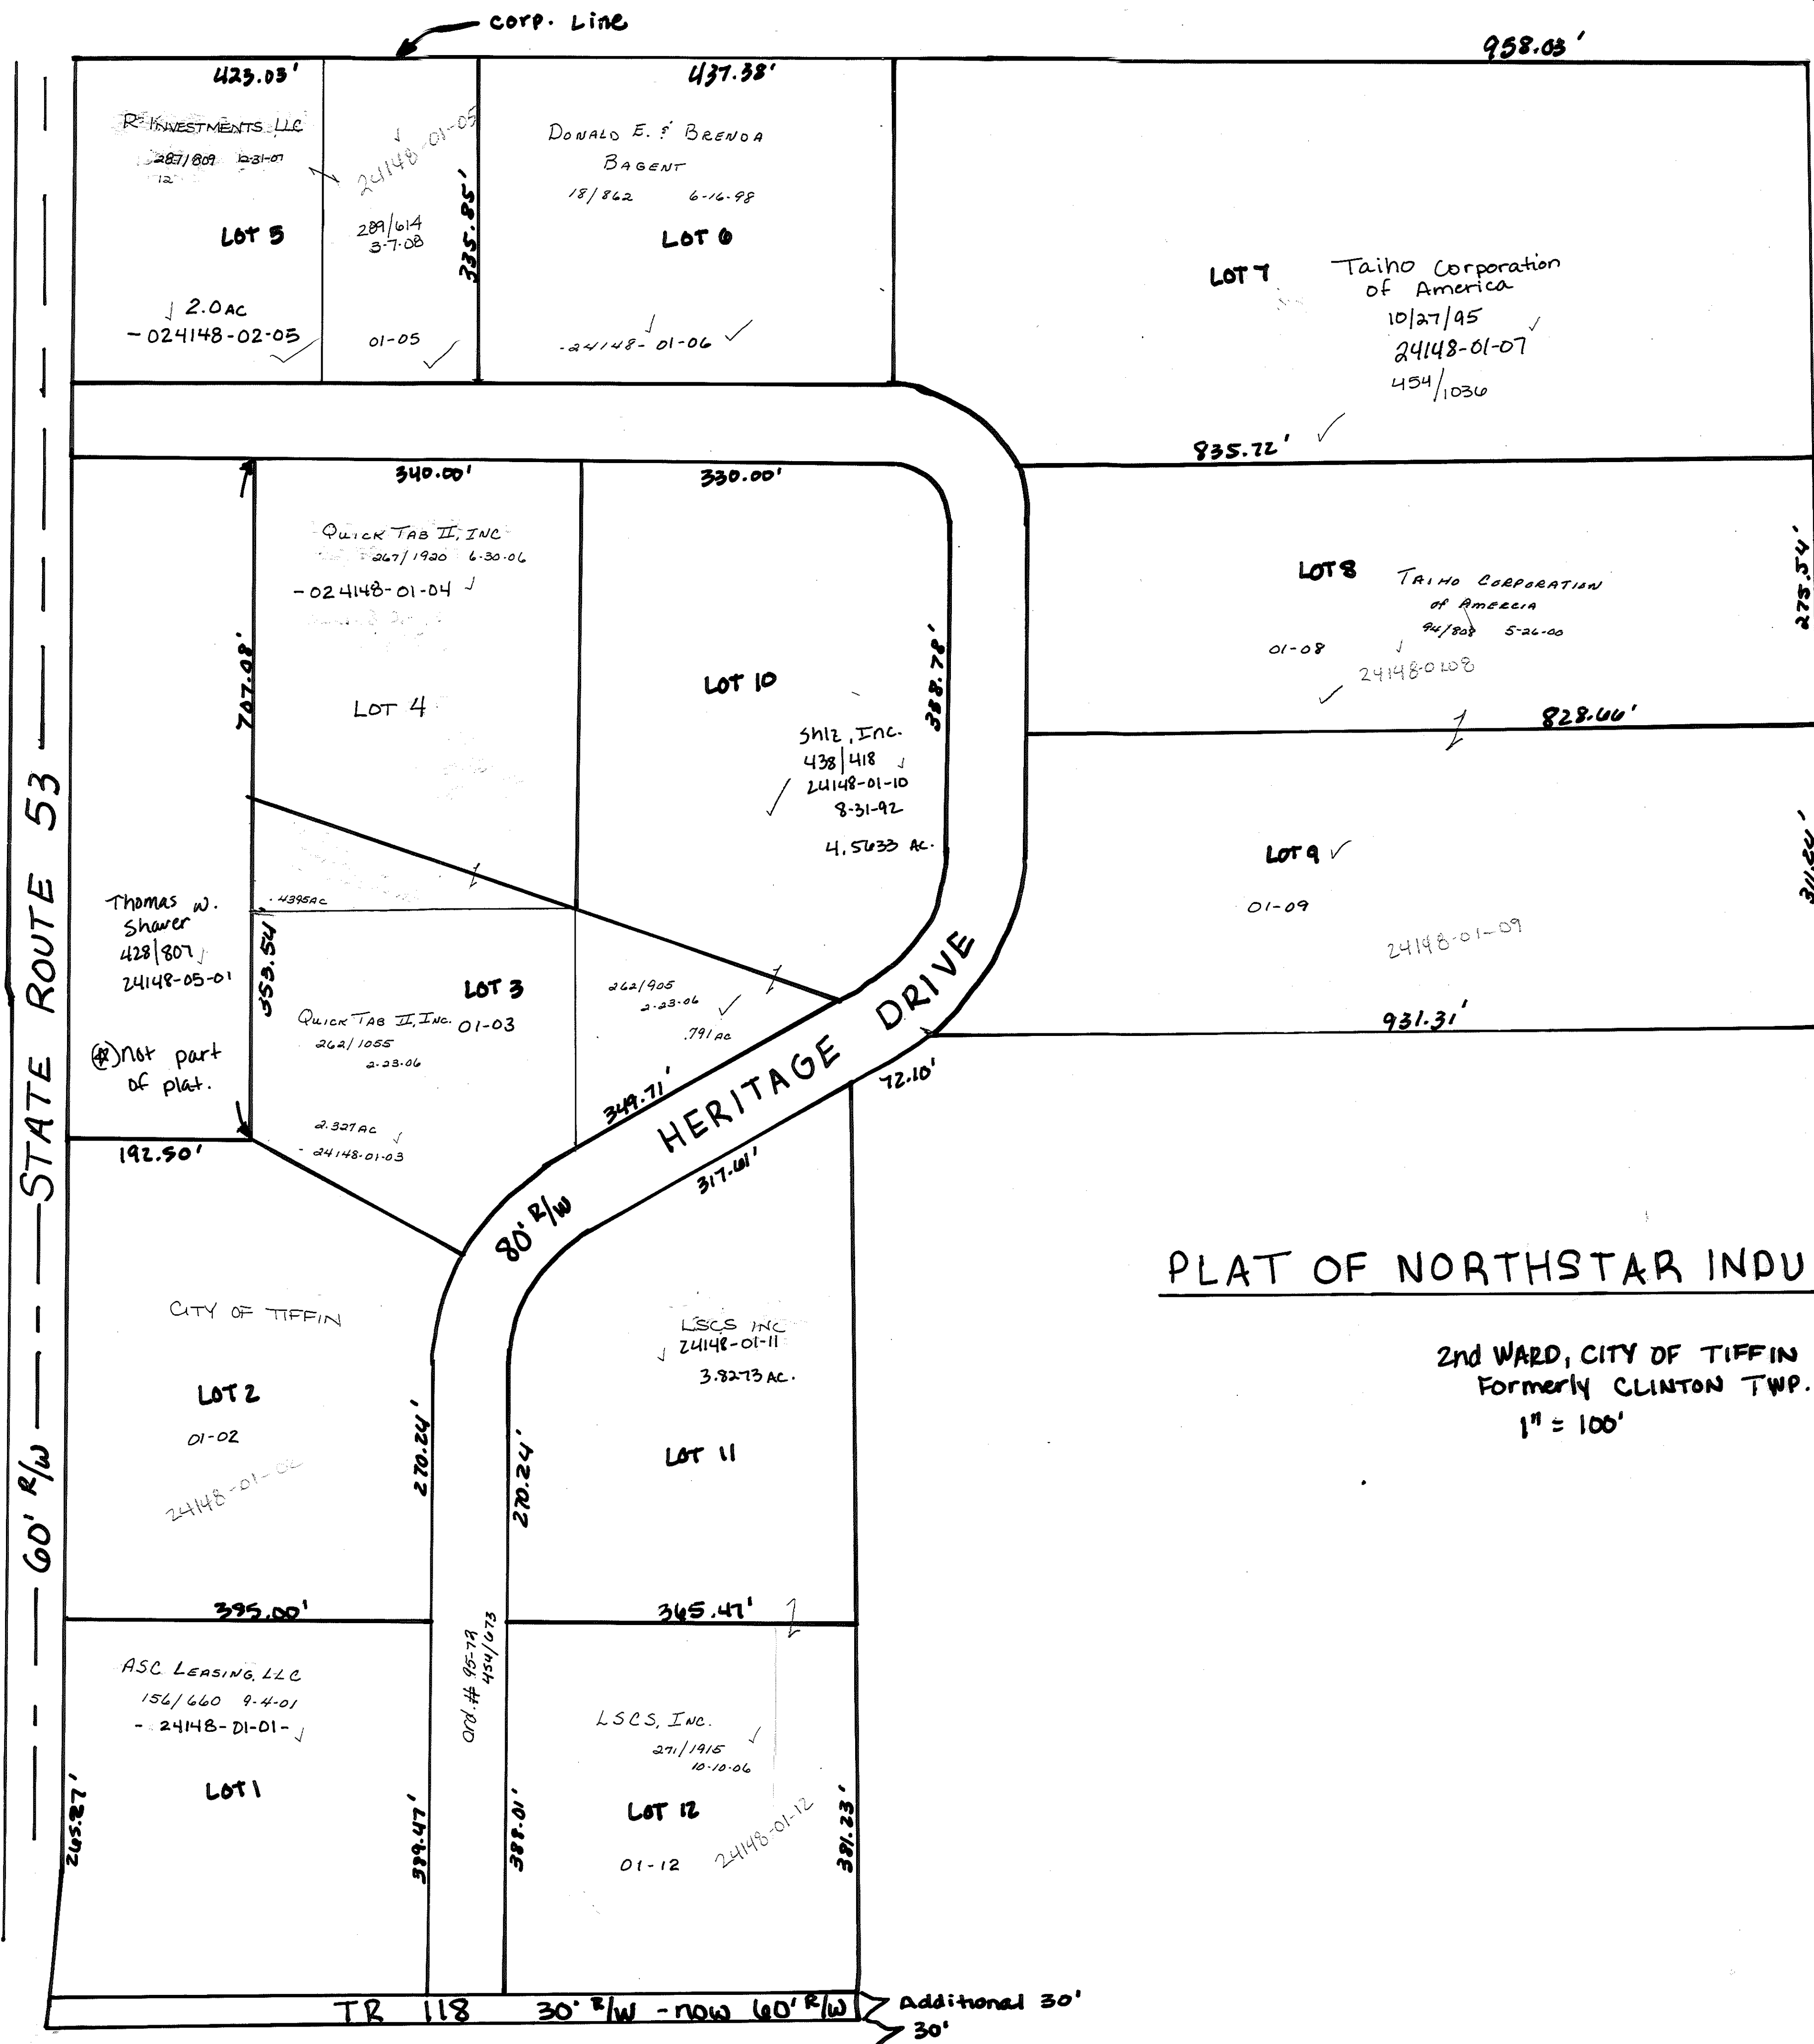 corp. Line
958.03'
423.03'
437.38'
R² INVESTMENTS LLC
287/809 12-31-07
12
24148-01-05
289/614
3-7-08
335.85'
LOT 5
2.0 AC
-024148-02-05
01-05
DONALD E. & BRENDA
BAGENT
18/862 6-16-98
LOT 6
-24148-01-06
LOT 7
Taiho Corporation
of America
10/27/95
24148-01-07
454/1036
835.72'
340.00'
330.00'
QUICK TAB II, INC
267/1920 6-30-06
-024148-01-04
707.08'
LOT 4
LOT 10
388.78'
Shlz, Inc.
438/418
24148-01-10
8-31-92
4.5633 AC.
LOT 8
TAIHO CORPORATION
of AMERCIA
94/808 5-26-00
01-08
24148-0108
275.54'
828.66'
STATE ROUTE 53
60' R/W
Thomas W.
Shaver
428/807
24148-05-01
(*) not part
of plat.
192.50'
.4395AC
353.54'
LOT 3
QUICK TAB II, INC. 01-03
262/1055
2-23-06
2.327 AC
- 24148-01-03
262/905
2-23-06
.791 AC
349.71'
HERITAGE DRIVE
80' R/W
72.10'
317.61'
LOT 9
01-09
24148-01-09
931.31'
CITY OF TIFFIN
LOT 2
01-02
24148-01-02
270.24'
270.24'
395.00'
LSCS INC
24148-01-11
3.8273 AC.
LOT 11
365.47'
PLAT OF NORTHSTAR INDU
2nd WARD, CITY OF TIFFIN
Formerly CLINTON TWP.
1" = 100'
ASC LEASING, LLC
156/660 9-4-01
- 24148-01-01-
LOT 1
265.27'
389.47'
Ord. # 95-79
454/673
388.01'
LSCS, INC.
271/1915
10-10-06
LOT 12
01-12
24148-01-12
381.23'
TR 118 30' R/W - now 60' R/W
Additional 30'
30'